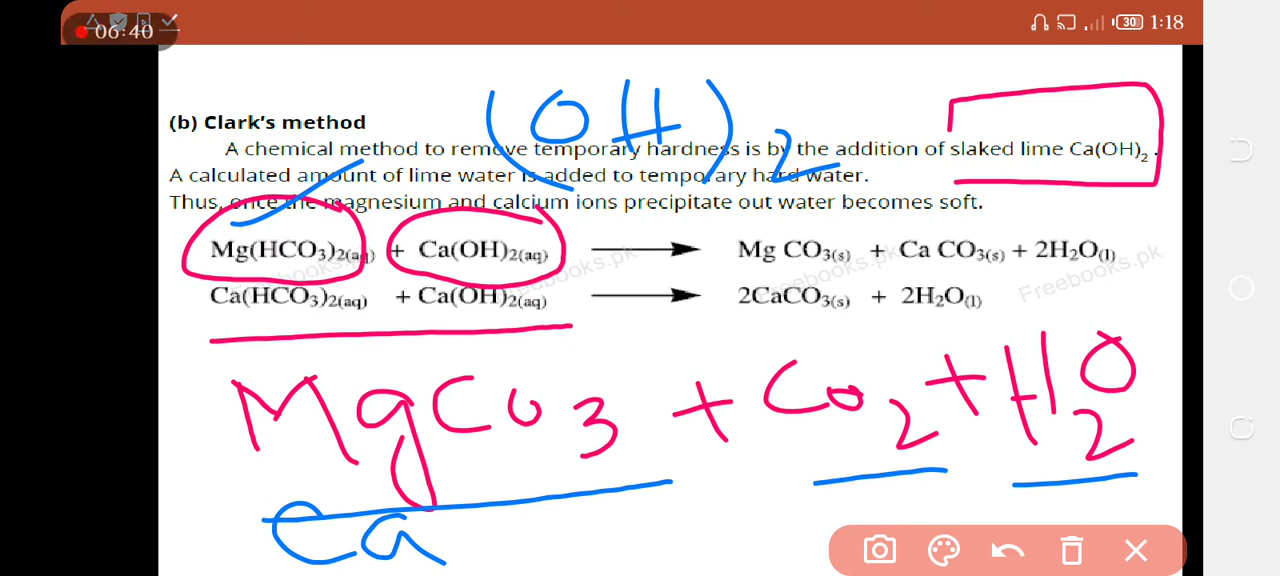 06:40 30 1:18
(b) Clark's method
(OH)2
A chemical method to remove temporary hardness is by the addition of slaked lime Ca(OH)2 .
A calculated amount of lime water is added to temporary hard water.
Thus, once the magnesium and calcium ions precipitate out water becomes soft.
Mg(HCO3)2(aq) + Ca(OH)2(aq) → Mg CO3(s) + Ca CO3(s) + 2H2O(l)
Ca(HCO3)2(aq) + Ca(OH)2(aq) → 2CaCO3(s) + 2H2O(l)
Freebooks.pk
MgCO3 + CO2 + H2O
Ca